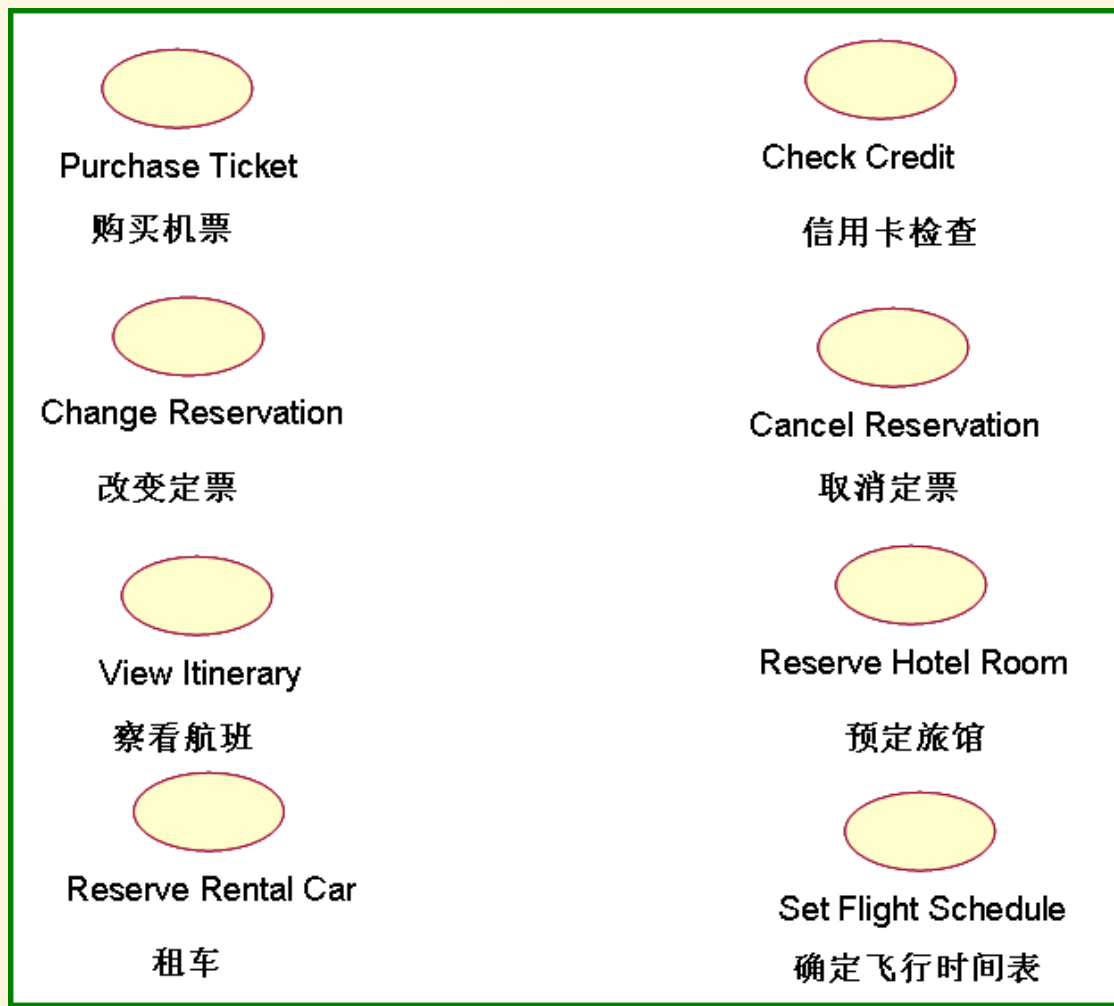 Purchase Ticket
购买机票
Check Credit
信用卡检查
Change Reservation
改变定票
Cancel Reservation
取消定票
View Itinerary
察看航班
Reserve Hotel Room
预定旅馆
Reserve Rental Car
租车
Set Flight Schedule
确定飞行时间表